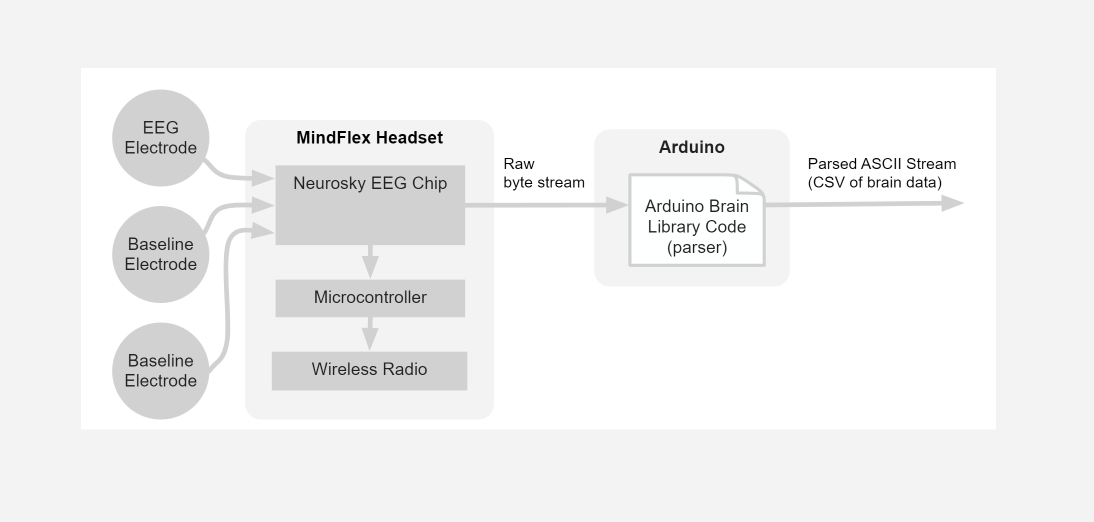 EEG
Electrode
Baseline
Electrode
Baseline
Electrode
MindFlex Headset
Neurosky EEG Chip
Microcontroller
Wireless Radio
Raw
byte stream
Arduino
Arduino Brain
Library Code
(parser)
Parsed ASCII Stream
(CSV of brain data)